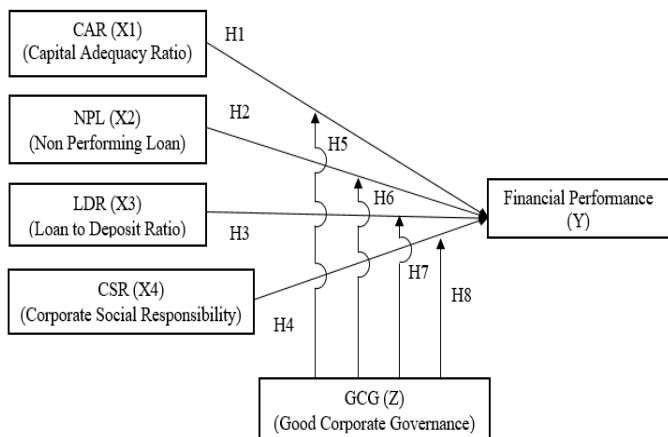 CAR (X1)
(Capital Adequacy Ratio)
H1
NPL (X2)
(Non Performing Loan)
H2
H5
LDR (X3)
(Loan to Deposit Ratio)
H3
H6
Financial Performance
(Y)
CSR (X4)
(Corporate Social Responsibility)
H4
H7
H8
GCG (Z)
(Good Corporate Governance)